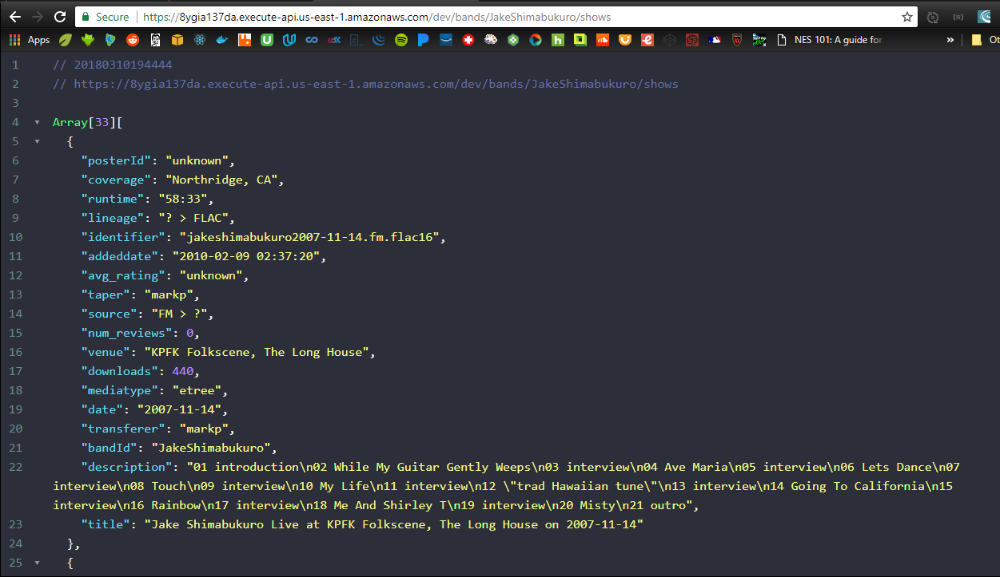 Secure | https://8ygia137da.execute-api.us-east-1.amazonaws.com/dev/bands/JakeShimabukuro/shows
Apps NES 101: A guide for » Ot
1 // 20180310194444
2 // https://8ygia137da.execute-api.us-east-1.amazonaws.com/dev/bands/JakeShimabukuro/shows
3
4 Array[33][
5 {
6 "posterId": "unknown",
7 "coverage": "Northridge, CA",
8 "runtime": "58:33",
9 "lineage": "? > FLAC",
10 "identifier": "jakeshimabukuro2007-11-14.fm.flac16",
11 "addeddate": "2010-02-09 02:37:20",
12 "avg_rating": "unknown",
13 "taper": "markp",
14 "source": "FM > ?",
15 "num_reviews": 0,
16 "venue": "KPFK Folkscene, The Long House",
17 "downloads": 440,
18 "mediatype": "etree",
19 "date": "2007-11-14",
20 "transferer": "markp",
21 "bandId": "JakeShimabukuro",
22 "description": "01 introduction\n02 While My Guitar Gently Weeps\n03 interview\n04 Ave Maria\n05 interview\n06 Lets Dance\n07
interview\n08 Touch\n09 interview\n10 My Life\n11 interview\n12 \"trad Hawaiian tune\"\n13 interview\n14 Going To California\n15
interview\n16 Rainbow\n17 interview\n18 Me And Shirley T\n19 interview\n20 Misty\n21 outro",
23 "title": "Jake Shimabukuro Live at KPFK Folkscene, The Long House on 2007-11-14"
24 },
25 {